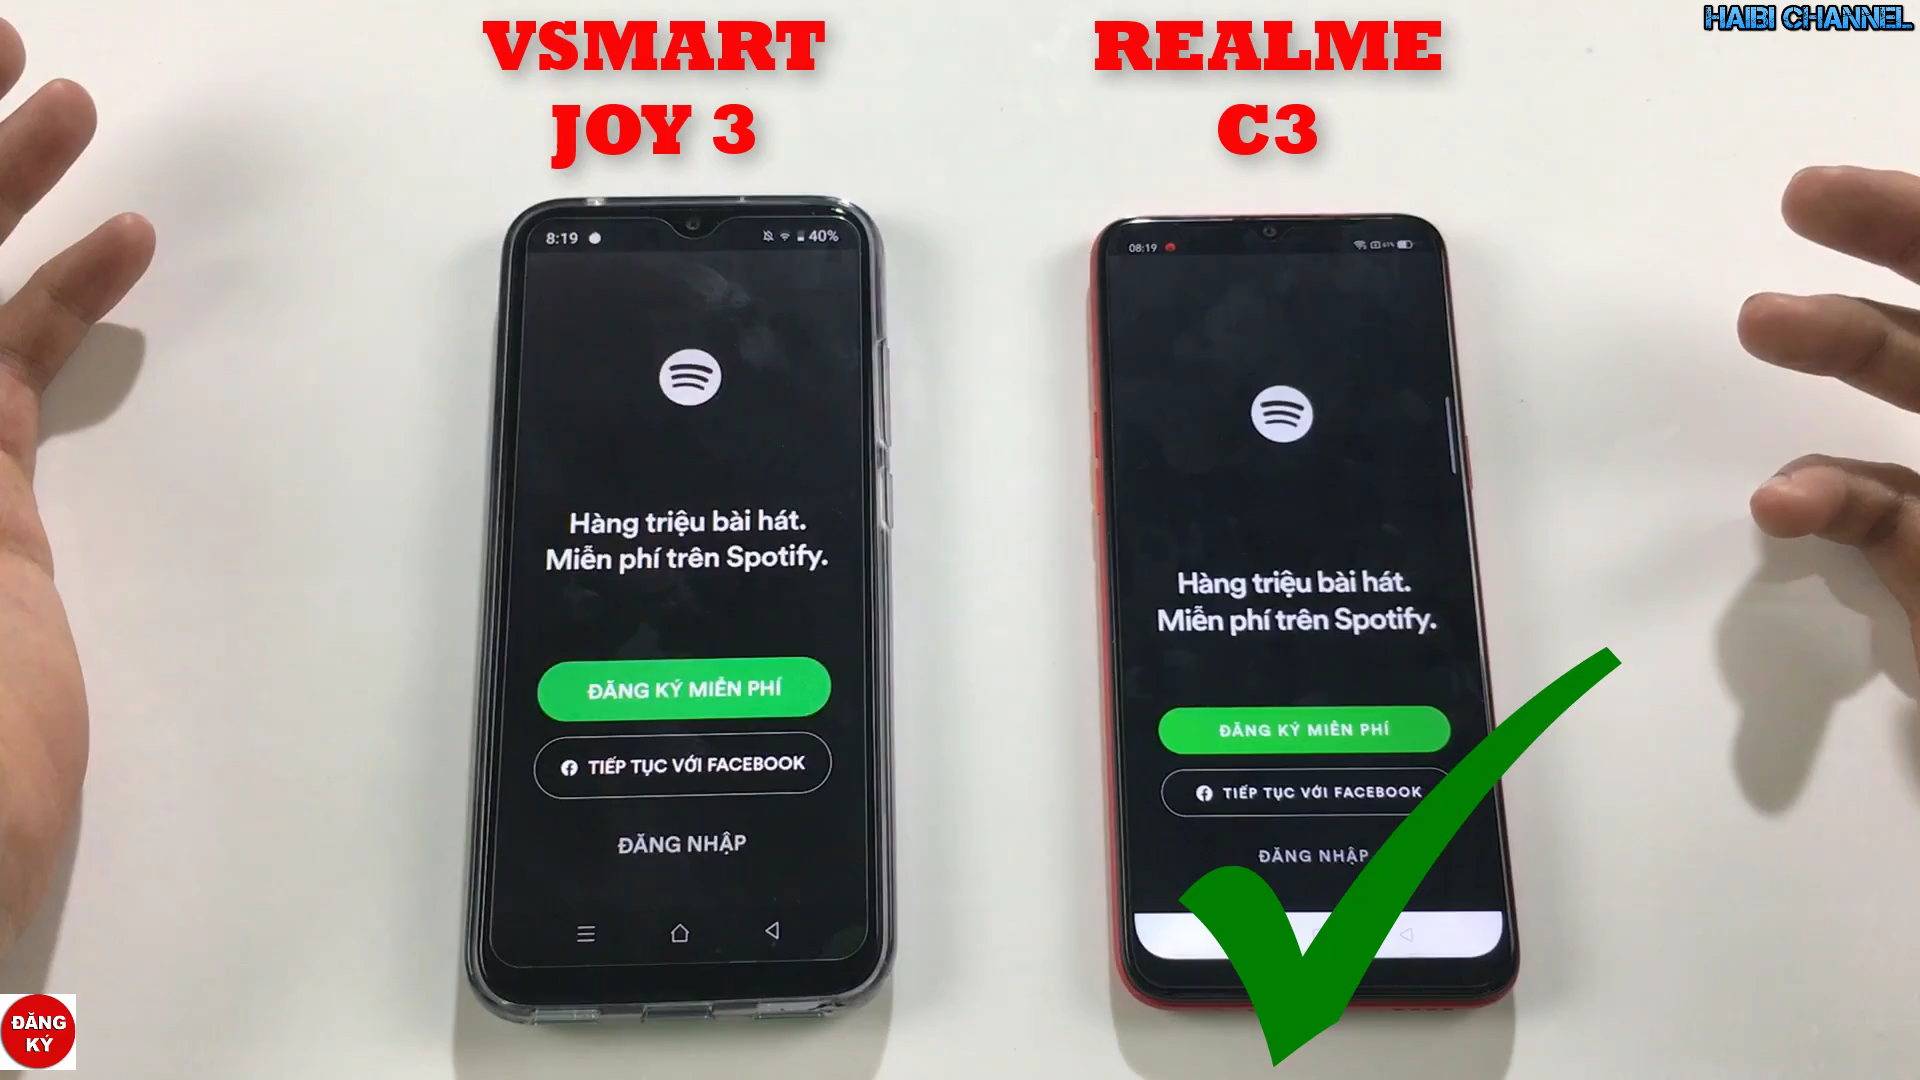 VSMART
JOY 3
REALME
C3
HAIBI CHANNEL
8:19
40%
Hàng triệu bài hát.
Miễn phí trên Spotify.
ĐĂNG KÝ MIỄN PHÍ
TIẾP TỤC VỚI FACEBOOK
ĐĂNG NHẬP
08:19
Hàng triệu bài hát.
Miễn phí trên Spotify.
ĐĂNG KÝ MIỄN PHÍ
TIẾP TỤC VỚI FACEBOOK
ĐĂNG NHẬP
ĐĂNG
KÝ